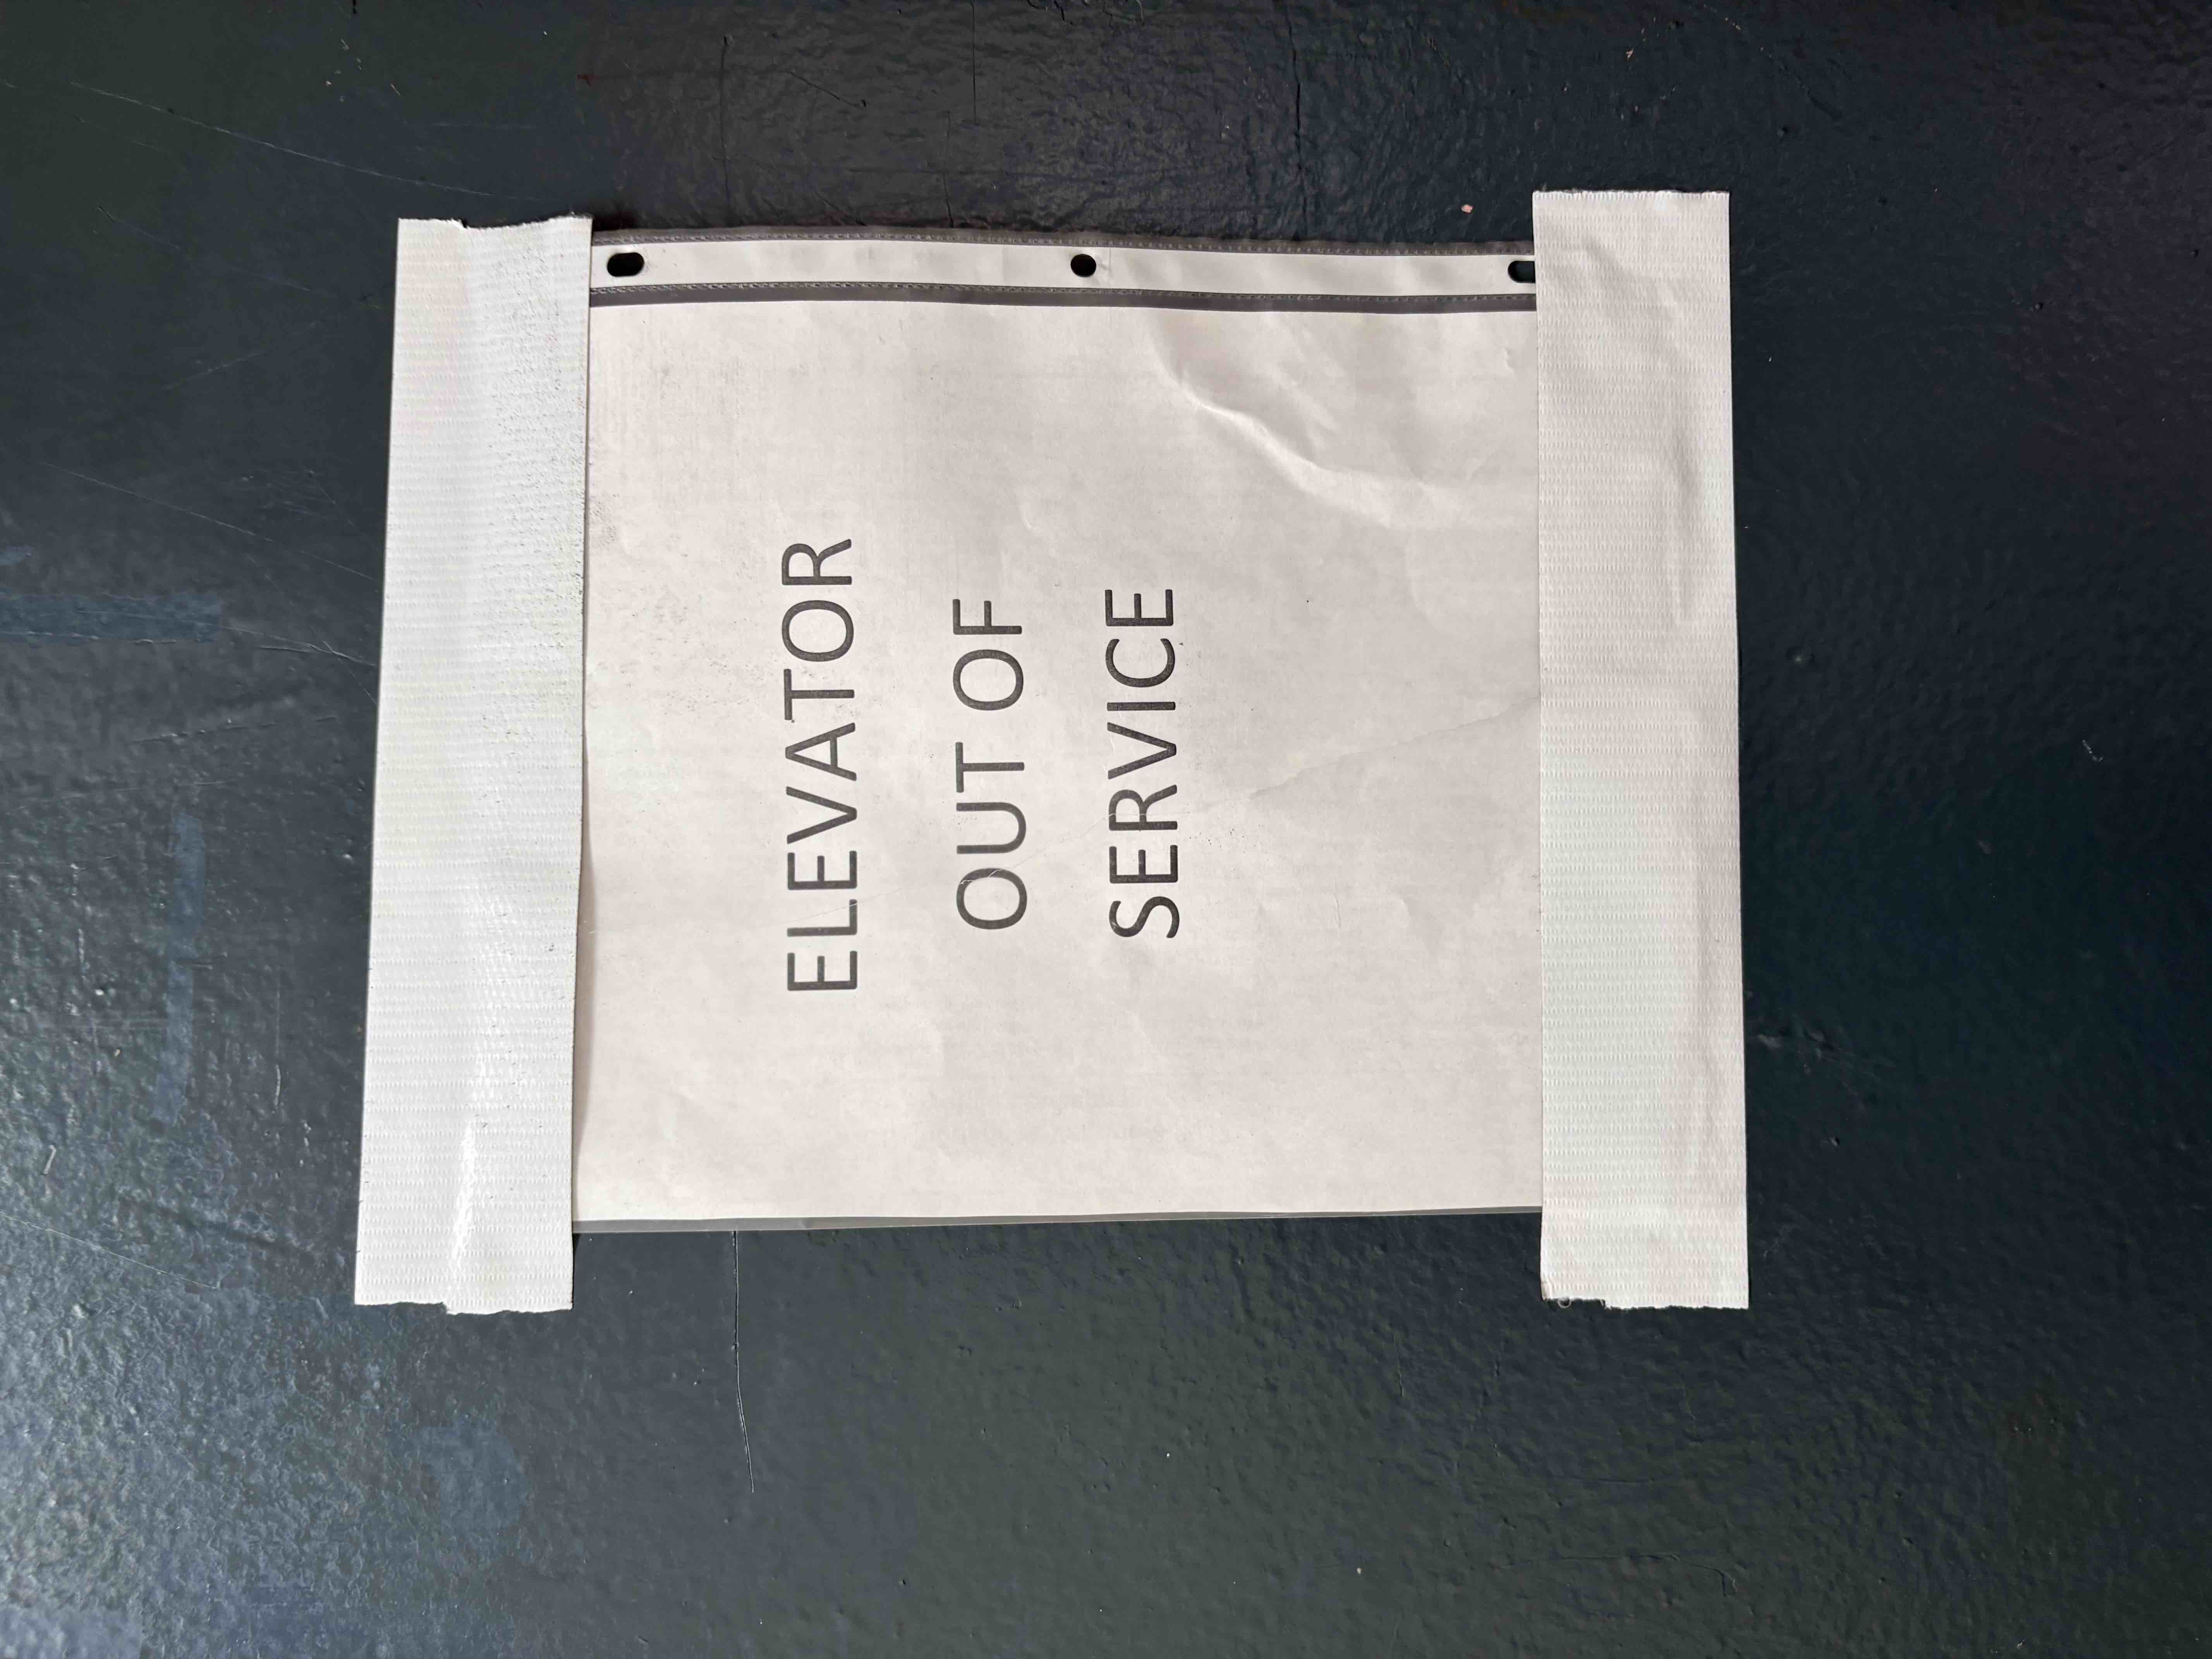 ELEVATOR
OUT OF
SERVICE